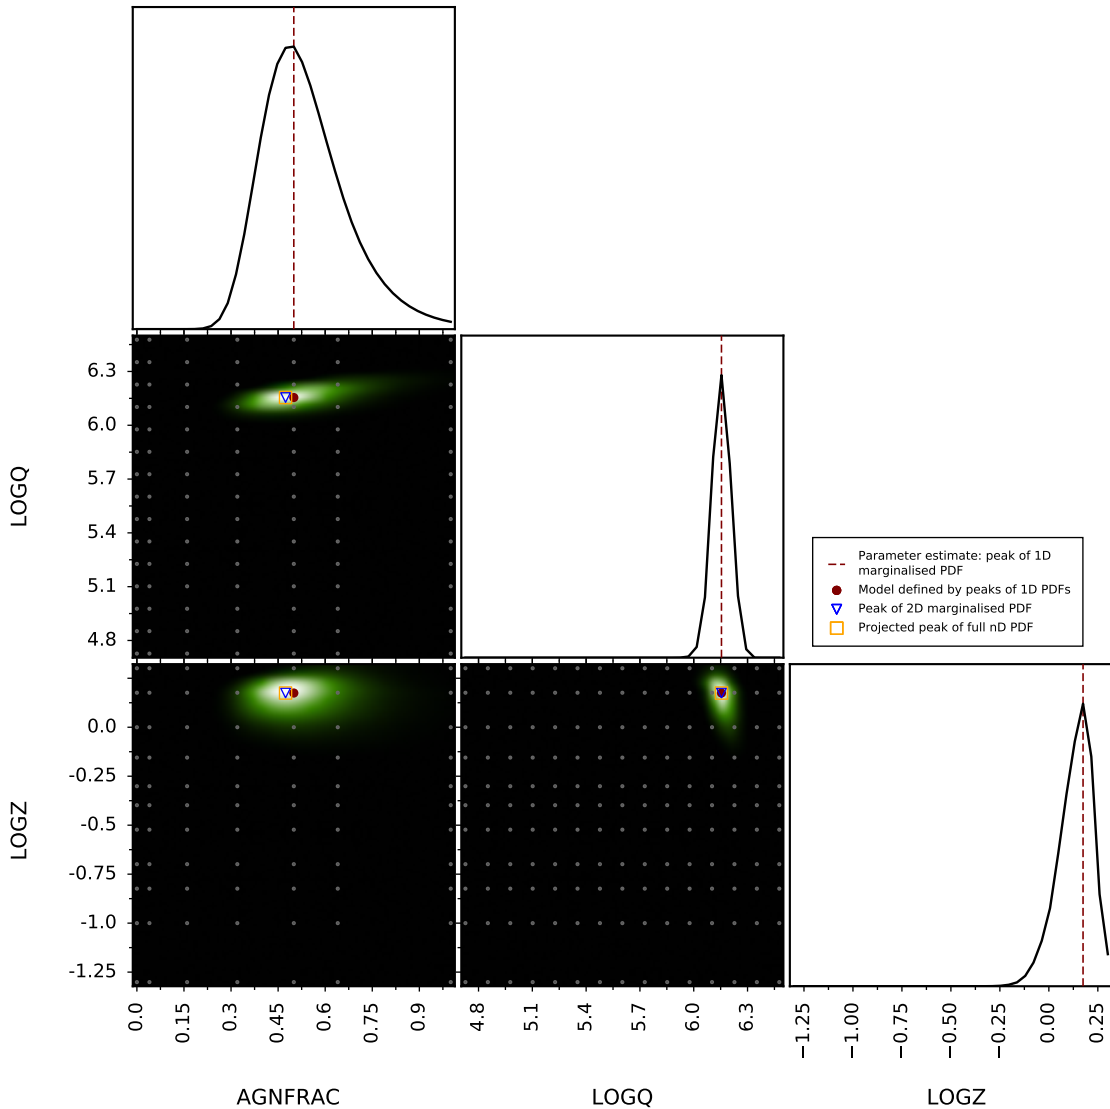 6.3
6.0
5.7
5.4
5.1
4.8
LOGQ
Parameter estimate: peak of 1D
marginalised PDF
Model defined by peaks of 1D PDFs
Peak of 2D marginalised PDF
Projected peak of full nD PDF
0.0
-0.25
-0.5
-0.75
-1.0
-1.25
LOGZ
0.0 0.15 0.3 0.45 0.6 0.75 0.9
4.8 5.1 5.4 5.7 6.0 6.3
−1.25 −1.00 −0.75 −0.50 −0.25 0.00 0.25
AGNFRAC LOGQ LOGZ